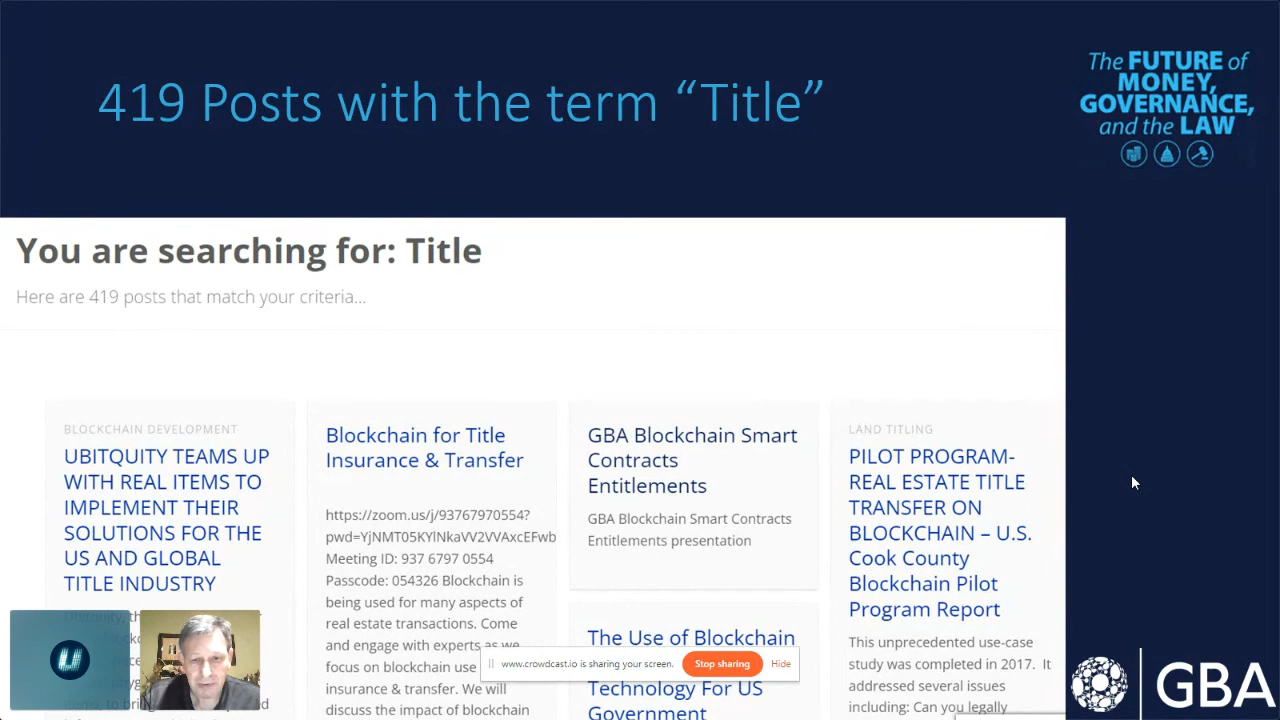 419 Posts with the term “Title”
The FUTURE of
MONEY,
GOVERNANCE,
and the LAW
You are searching for: Title
Here are 419 posts that match your criteria...
BLOCKCHAIN DEVELOPMENT
UBITQUITY TEAMS UP
WITH REAL ITEMS TO
IMPLEMENT THEIR
SOLUTIONS FOR THE
US AND GLOBAL
TITLE INDUSTRY
Blockchain for Title
Insurance & Transfer
https://zoom.us/j/93767970554?
pwd=YjNMT05KYlNkaVV2VVAxcEFwb
Meeting ID: 937 6797 0554
Passcode: 054326 Blockchain is
being used for many aspects of
real estate transactions. Come
and engage with experts as we
focus on blockchain use
insurance & transfer. We will
discuss the impact of blockchain
GBA Blockchain Smart
Contracts
Entitlements
GBA Blockchain Smart Contracts
Entitlements presentation
The Use of Blockchain
Technology For US
Government
LAND TITLING
PILOT PROGRAM-
REAL ESTATE TITLE
TRANSFER ON
BLOCKCHAIN – U.S.
Cook County
Blockchain Pilot
Program Report
This unprecedented use-case
study was completed in 2017. It
addressed several issues
including: Can you legally
www.crowdcast.io is sharing your screen.
Stop sharing
Hide
U
GBA